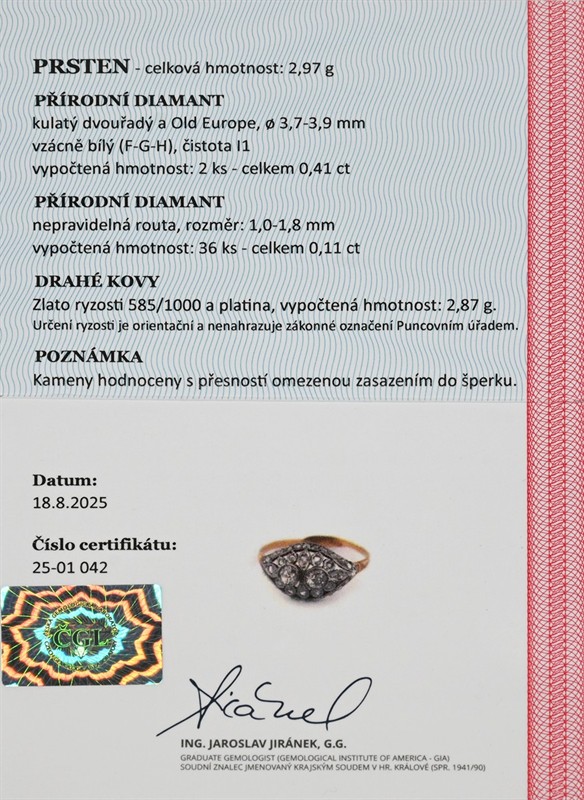 PRSTEN - celková hmotnost: 2,97 g
PŘÍRODNÍ DIAMANT
kulatý dvouřadý a Old Europe, ø 3,7-3,9 mm
vzácně bílý (F-G-H), čistota I1
vypočtená hmotnost: 2 ks - celkem 0,41 ct
PŘÍRODNÍ DIAMANT
nepravidelná routa, rozměr: 1,0-1,8 mm
vypočtená hmotnost: 36 ks - celkem 0,11 ct
DRAHÉ KOVY
Zlato ryzosti 585/1000 a platina, vypočtená hmotnost: 2,87 g.
Určení ryzosti je orientační a nenahrazuje zákonné označení Puncovním úřadem.
POZNÁMKA
Kameny hodnoceny s přesností omezenou zasazením do šperku.
Datum:
18.8.2025
Číslo certifikátu:
25-01 042
ČGL
ING. JAROSLAV JIRÁNEK, G.G.
GRADUATE GEMOLOGIST (GEMOLOGICAL INSTITUTE OF AMERICA - GIA)
SOUDNÍ ZNALEC JMENOVANÝ KRAJSKÝM SOUDEM V HR. KRÁLOVÉ (SPR. 1941/90)